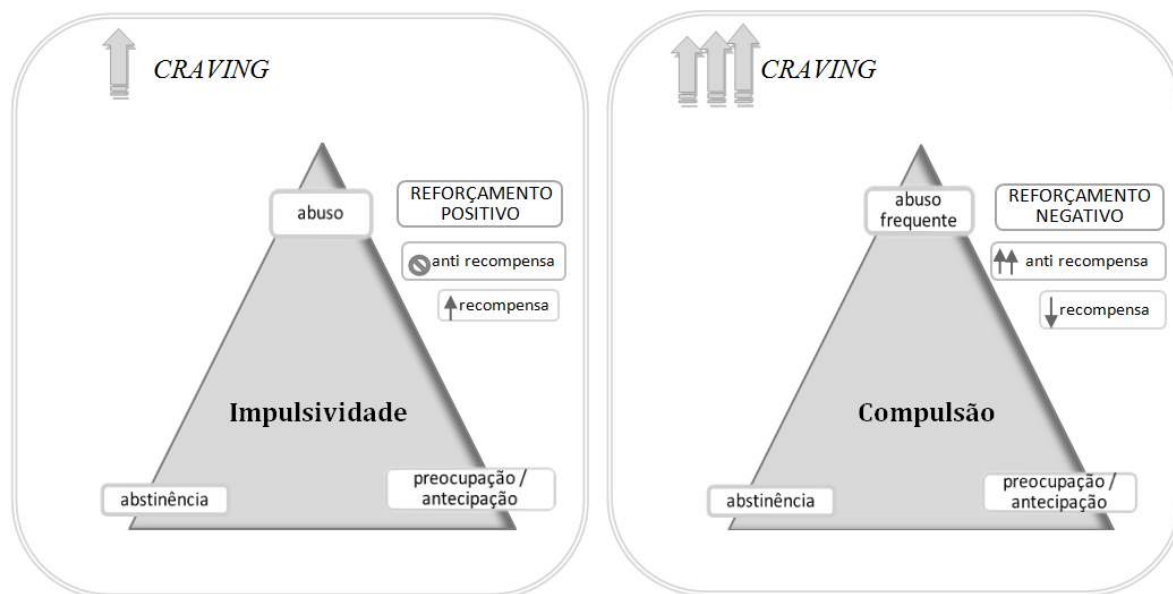 CRAVING
abuso
REFORÇAMENTO
POSITIVO
anti recompensa
recompensa
Impulsividade
abstinência
preocupação /
antecipação
CRAVING
abuso
frequente
REFORÇAMENTO
NEGATIVO
anti recompensa
recompensa
Compulsão
abstinência
preocupação /
antecipação